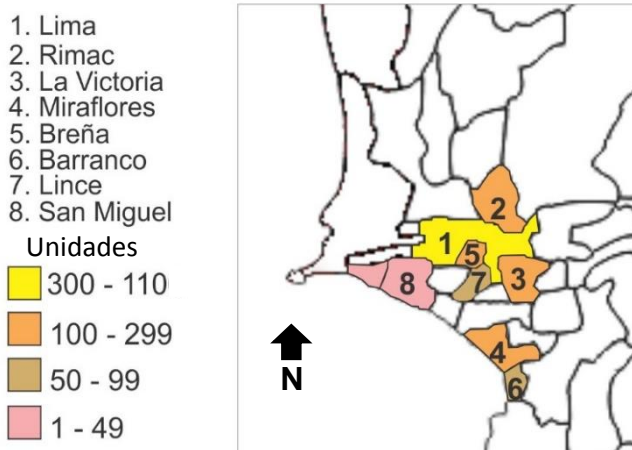 1. Lima
2. Rimac
3. La Victoria
4. Miraflores
5. Breña
6. Barranco
7. Lince
8. San Miguel
Unidades
300 - 110
100 - 299
50 - 99
1 - 49
2
1
5
3
8
7
4
6
N